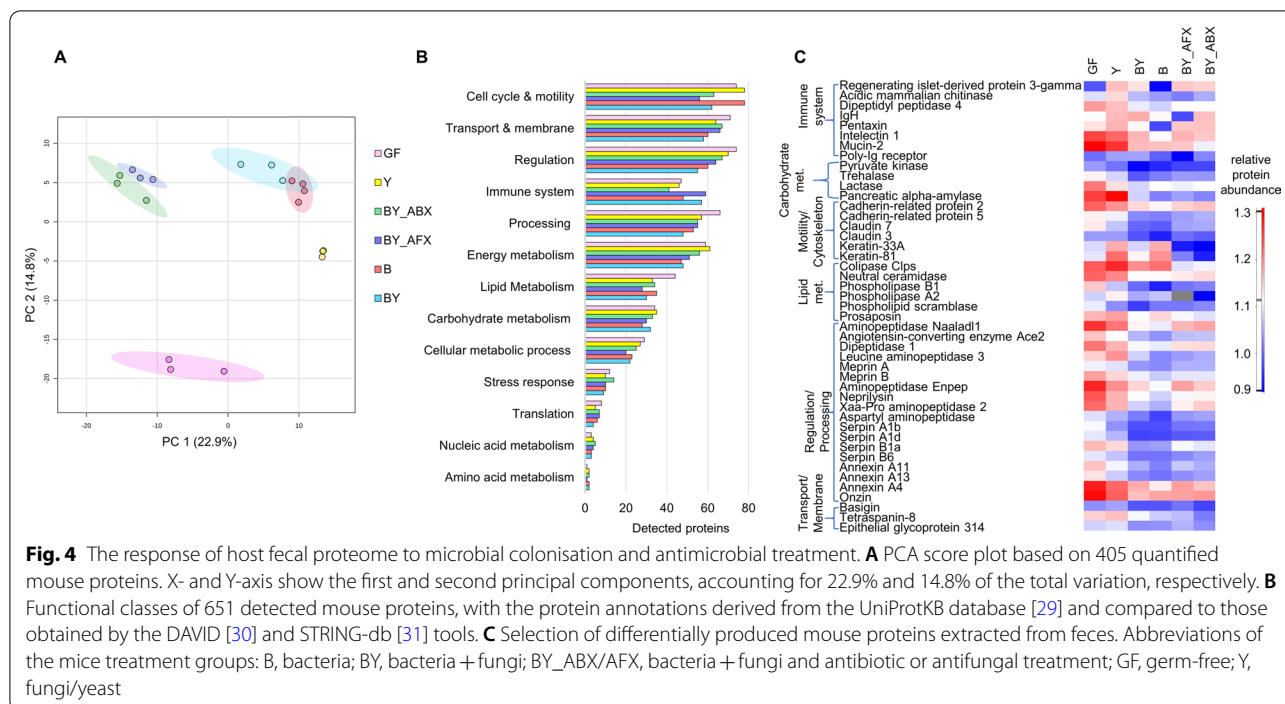 A
PC 2 (14.8%)
10
5
0
-5
-10
-15
-20
-20
-10
0
10
PC 1 (22.9%)
GF
Y
BY_ABX
BY_AFX
B
BY
B
Cell cycle & motility
Transport & membrane
Regulation
Immune system
Processing
Energy metabolism
Lipid Metabolism
Carbohydrate metabolism
Cellular metabolic process
Stress response
Translation
Nucleic acid metabolism
Amino acid metabolism
0
20
40
60
80
Detected proteins
C
GF
Y
BY
B
BY_AFX
BY_ABX
Immune
system
Regenerating islet-derived protein 3-gamma
Acidic mammalian chitinase
Dipeptidyl peptidase 4
IgH
Pentaxin
Intelectin 1
Mucin-2
Poly-Ig receptor
Carbohydrate
met.
Pyruvate kinase
Trehalase
Lactase
Pancreatic alpha-amylase
Motility/
Cytoskeleton
Cadherin-related protein 2
Cadherin-related protein 5
Claudin 7
Claudin 3
Keratin-33A
Keratin-81
Lipid
met.
Colipase Clps
Neutral ceramidase
Phospholipase B1
Phospholipase A2
Phospholipid scramblase
Prosaposin
Regulation/
Processing
Aminopeptidase Naaladl1
Angiotensin-converting enzyme Ace2
Dipeptidase 1
Leucine aminopeptidase 3
Meprin A
Meprin B
Aminopeptidase Enpep
Neprilysin
Xaa-Pro aminopeptidase 2
Aspartyl aminopeptidase
Serpin A1b
Serpin A1d
Serpin B1a
Serpin B6
Transport/
Membrane
Annexin A11
Annexin A13
Annexin A4
Onzin
Basigin
Tetraspanin-8
Epithelial glycoprotein 314
relative
protein
abundance
1.3
1.2
1.1
1.0
0.9
Fig. 4 The response of host fecal proteome to microbial colonisation and antimicrobial treatment. A PCA score plot based on 405 quantified
mouse proteins. X- and Y-axis show the first and second principal components, accounting for 22.9% and 14.8% of the total variation, respectively. B
Functional classes of 651 detected mouse proteins, with the protein annotations derived from the UniProtKB database [29] and compared to those
obtained by the DAVID [30] and STRING-db [31] tools. C Selection of differentially produced mouse proteins extracted from feces. Abbreviations of
the mice treatment groups: B, bacteria; BY, bacteria + fungi; BY_ABX/AFX, bacteria + fungi and antibiotic or antifungal treatment; GF, germ-free; Y,
fungi/yeast